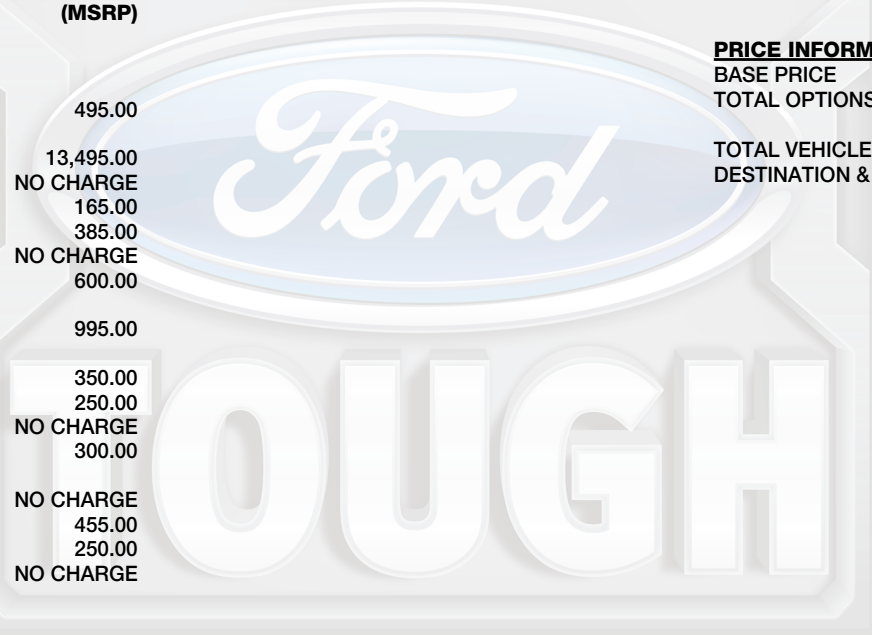 (MSRP)
495.00
13,495.00
NO CHARGE
165.00
385.00
NO CHARGE
600.00
995.00
350.00
250.00
NO CHARGE
300.00
NO CHARGE
455.00
250.00
NO CHARGE
PRICE INFORM
BASE PRICE
TOTAL OPTIONS
TOTAL VEHICLE
DESTINATION &
Ford
TOUGH